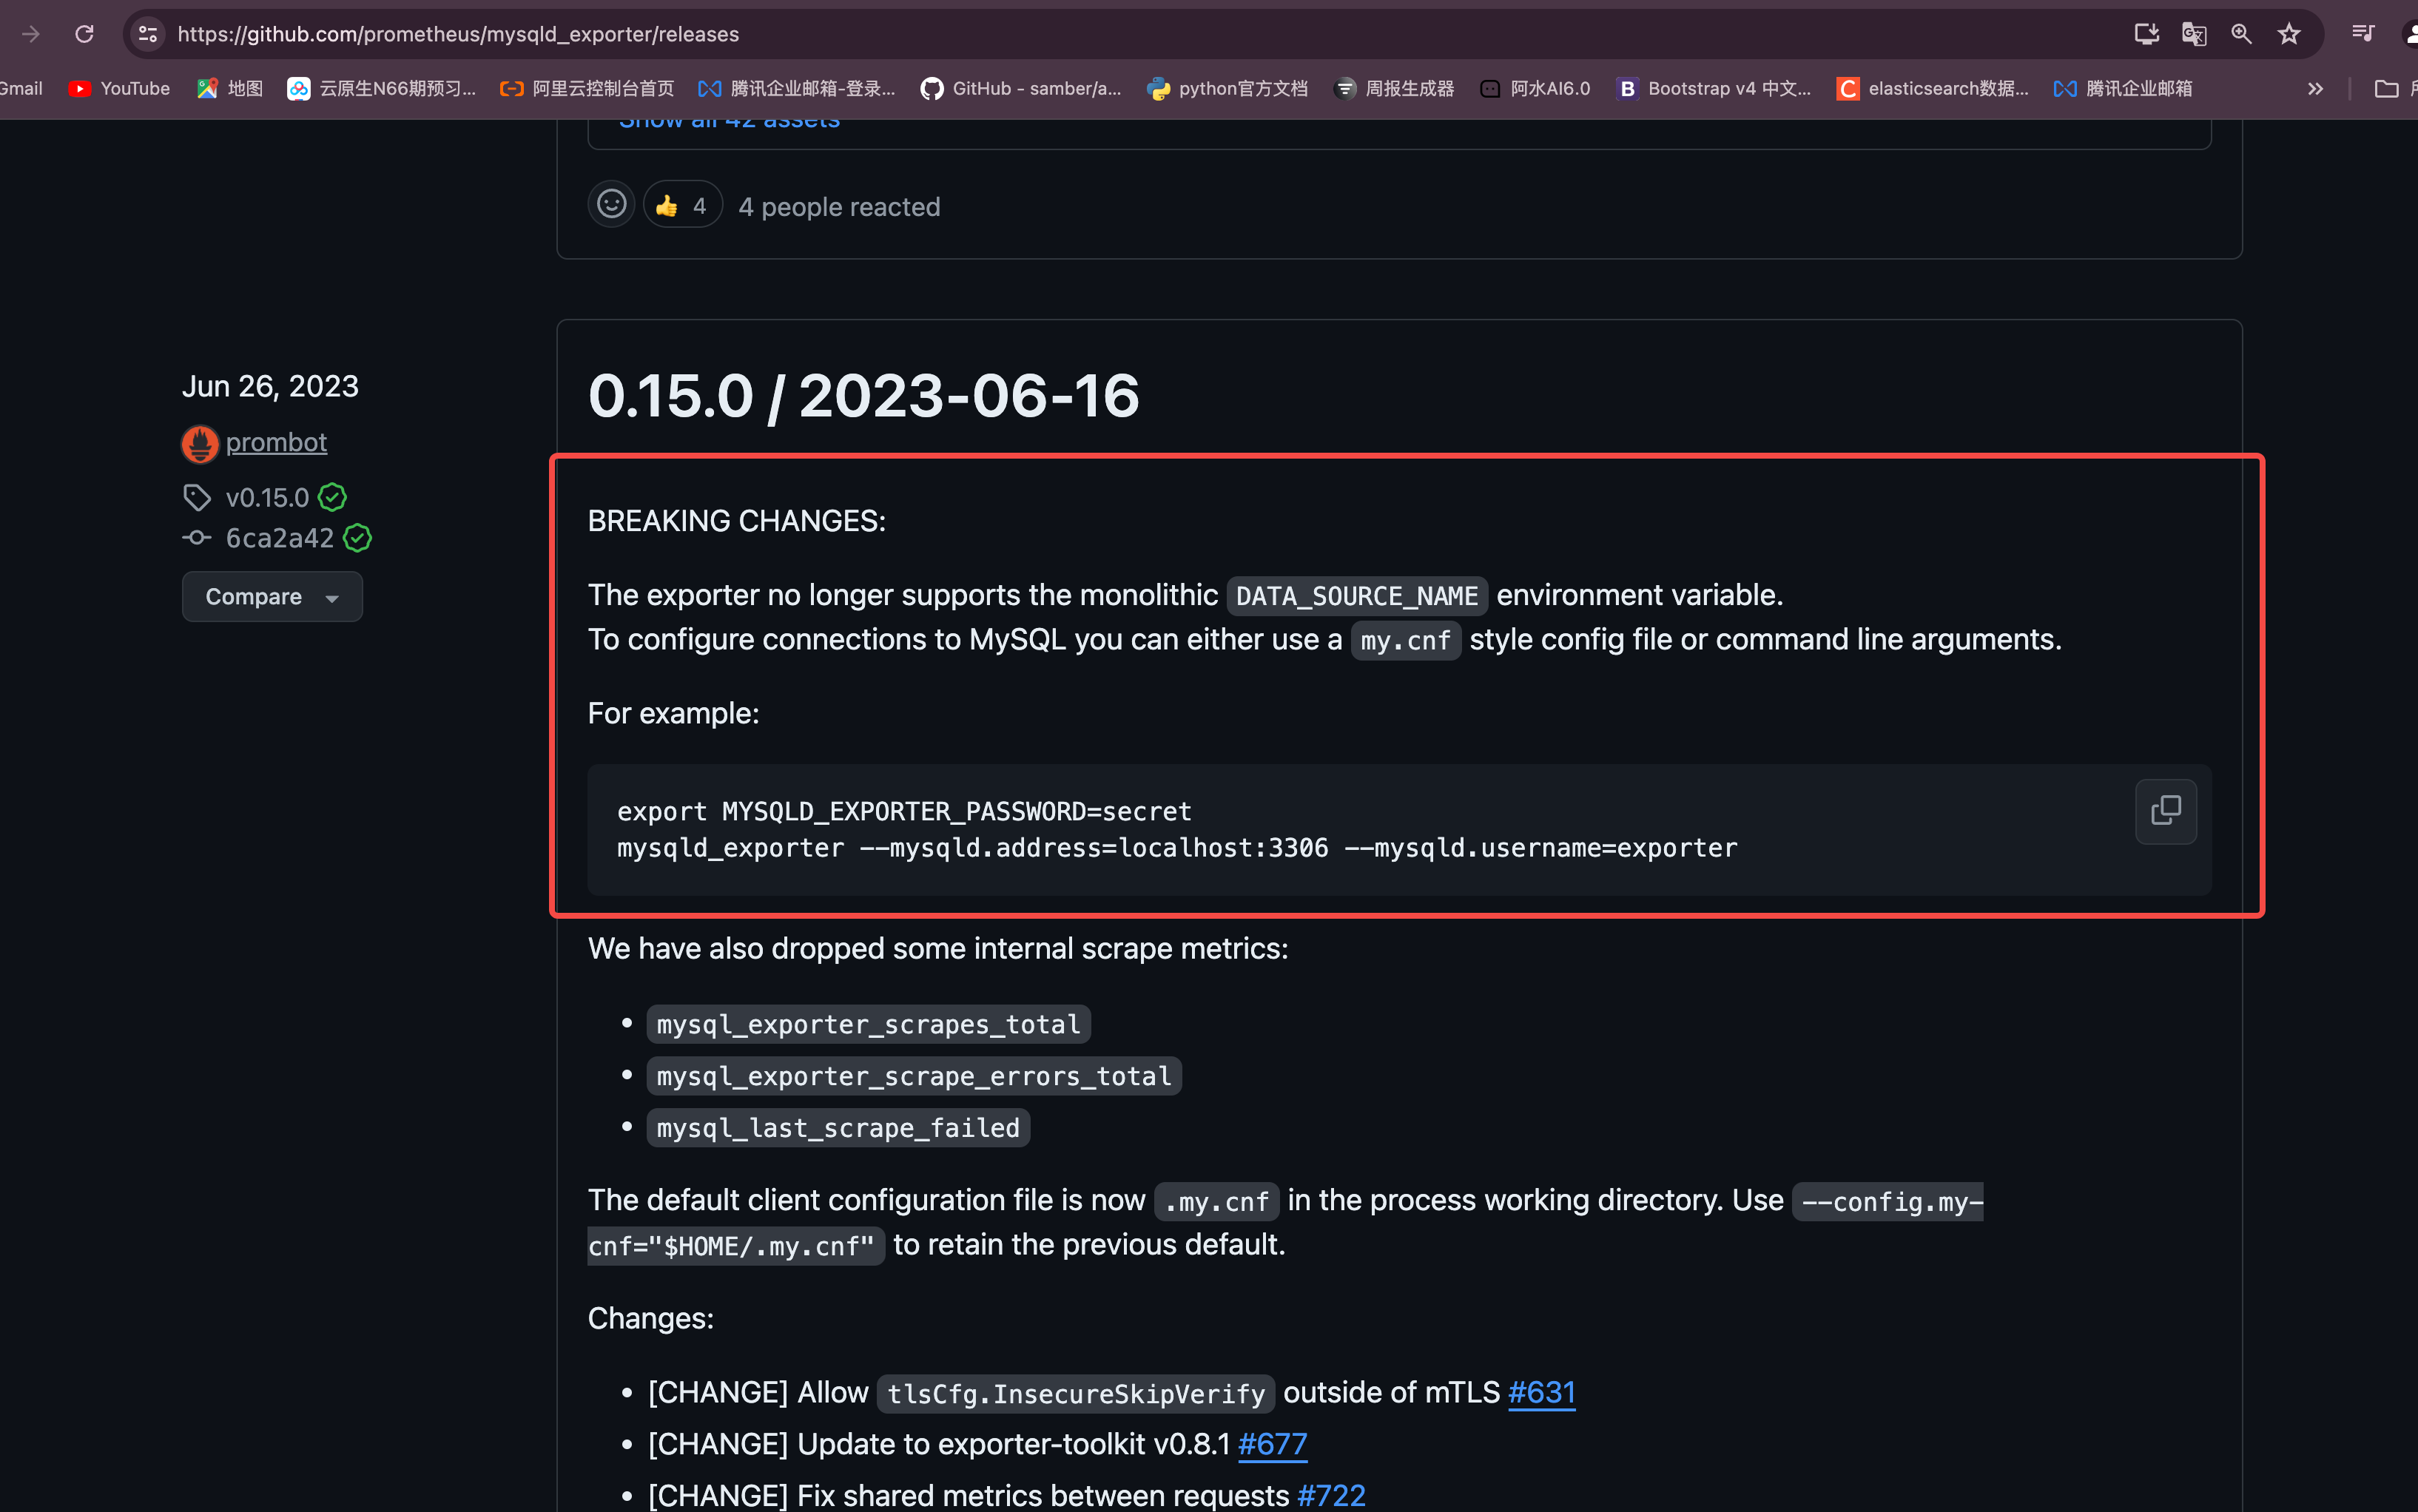 https://github.com/prometheus/mysqld_exporter/releases
Gmail YouTube 地图 云原生N66期预习... 阿里云控制台首页 腾讯企业邮箱-登录... GitHub - samber/a... python官方文档 周报生成器 阿水AI6.0 Bootstrap v4 中文... elasticsearch数据... 腾讯企业邮箱
Show all 42 assets
4 4 people reacted
Jun 26, 2023
prombot
v0.15.0
6ca2a42
Compare
0.15.0 / 2023-06-16
BREAKING CHANGES:
The exporter no longer supports the monolithic DATA_SOURCE_NAME environment variable.
To configure connections to MySQL you can either use a my.cnf style config file or command line arguments.
For example:
export MYSQLD_EXPORTER_PASSWORD=secret
mysqld_exporter --mysqld.address=localhost:3306 --mysqld.username=exporter
We have also dropped some internal scrape metrics:
• mysql_exporter_scrapes_total
• mysql_exporter_scrape_errors_total
• mysql_last_scrape_failed
The default client configuration file is now .my.cnf in the process working directory. Use --config.my-
cnf="$HOME/.my.cnf" to retain the previous default.
Changes:
• [CHANGE] Allow tlsCfg.InsecureSkipVerify outside of mTLS #631
• [CHANGE] Update to exporter-toolkit v0.8.1 #677
• [CHANGE] Fix shared metrics between requests #722